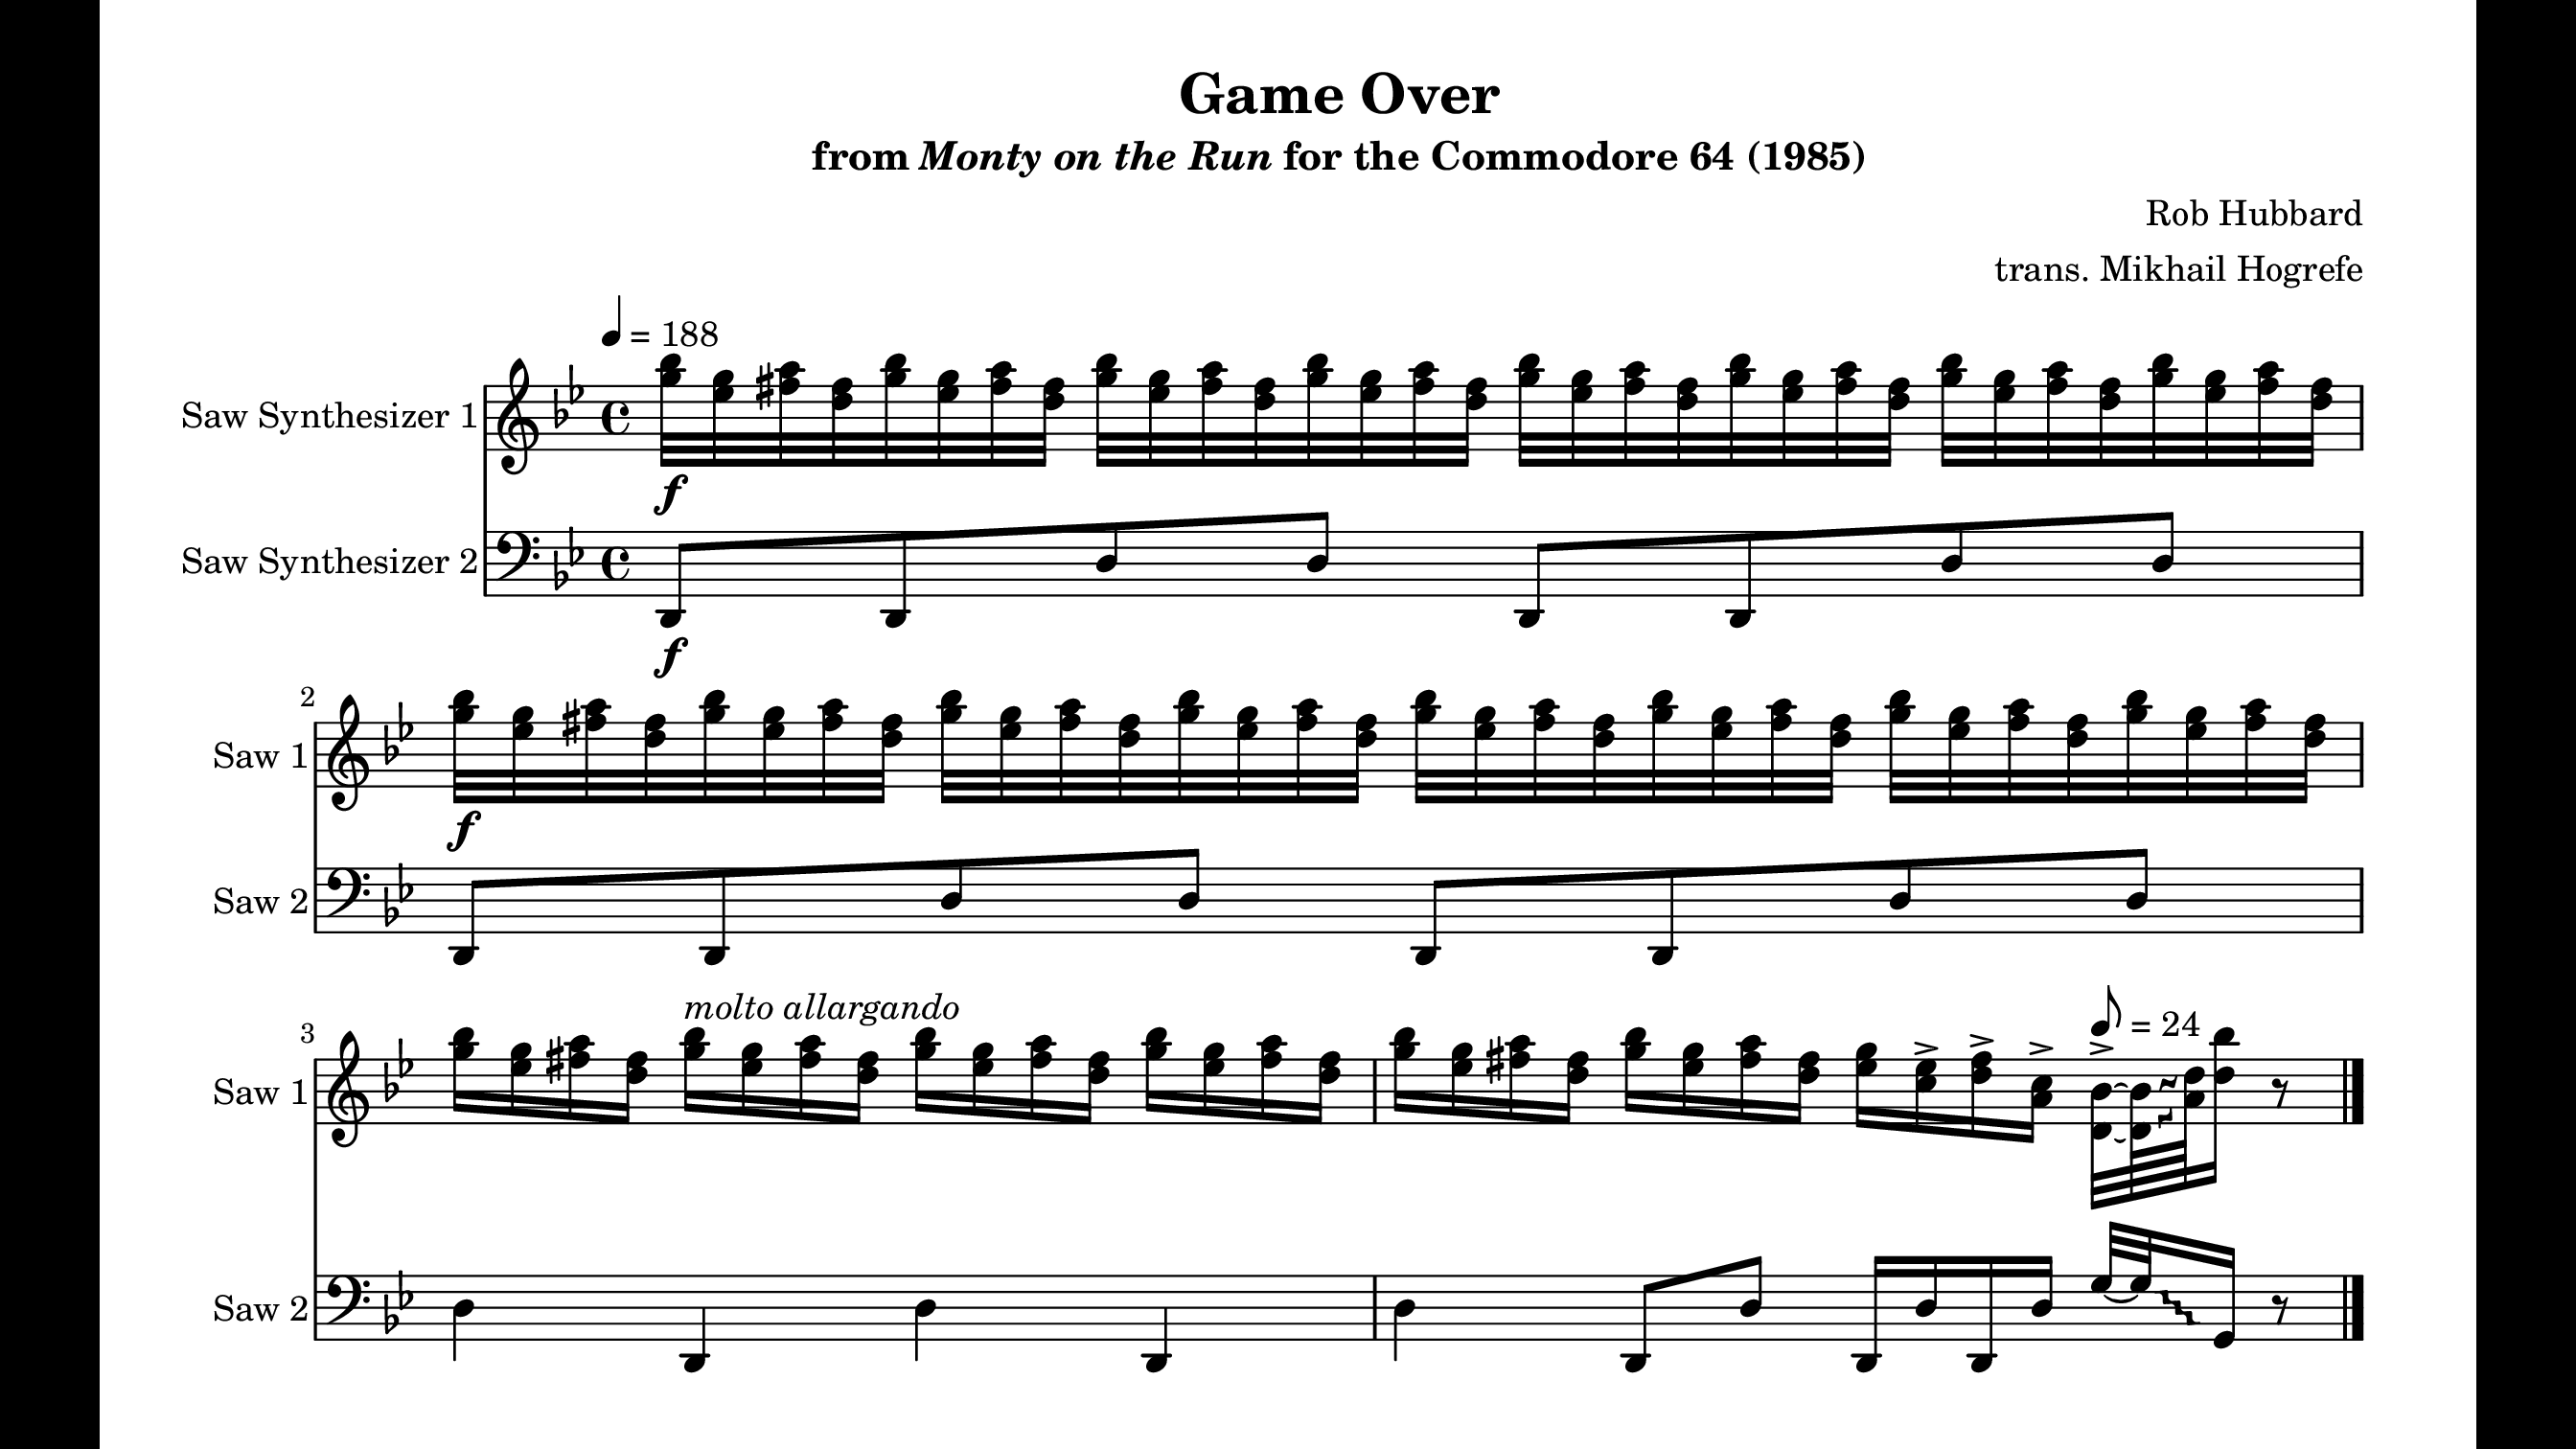 Game Over
from Monty on the Run for the Commodore 64 (1985)
Rob Hubbard
trans. Mikhail Hogrefe
= 188
Saw Synthesizer 1
f
Saw Synthesizer 2
f
2
Saw 1
f
Saw 2
3
molto allargando
= 24
Saw 1
Saw 2